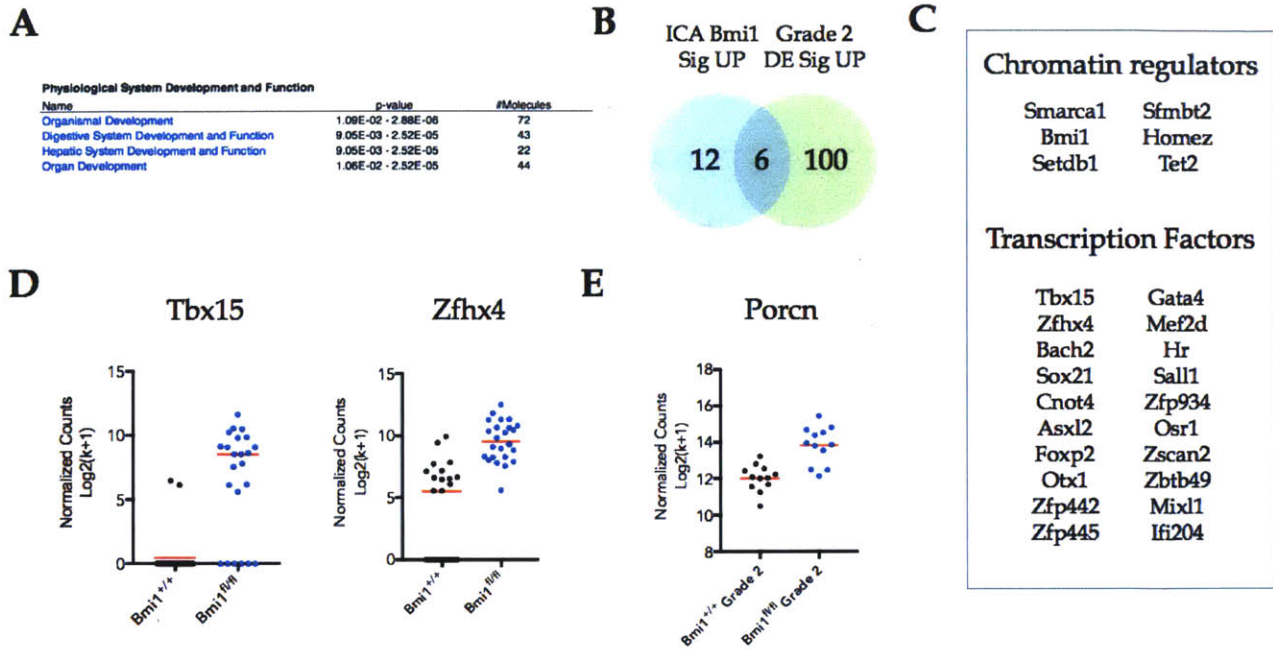 A
Physiological System Development and Function
Name p-value #Molecules
Organismal Development 1.09E-02 - 2.88E-06 72
Digestive System Development and Function 9.05E-03 - 2.52E-05 43
Hepatic System Development and Function 9.05E-03 - 2.52E-05 22
Organ Development 1.06E-02 - 2.52E-05 44
B
ICA Bmi1 Grade 2
Sig UP DE Sig UP
12 6 100
C
Chromatin regulators
Smarca1 Sfmbt2
Bmi1 Homez
Setdb1 Tet2
Transcription Factors
Tbx15 Gata4
Zfhx4 Mef2d
Bach2 Hr
Sox21 Sall1
Cnot4 Zfp934
Asxl2 Osr1
Foxp2 Zscan2
Otx1 Zbtb49
Zfp442 Mixl1
Zfp445 Ifi204
D
Tbx15
Normalized Counts
Log2(k+1)
15
10
5
0
Bmi1+/+
Bmi1fl/fl
Zfhx4
Normalized Counts
Log2(k+1)
15
10
5
0
Bmi1+/+
Bmi1fl/fl
E
Porcn
Normalized Counts
Log2(k+1)
18
16
14
12
10
8
Bmi1+/+ Grade 2
Bmi1fl/fl Grade 2